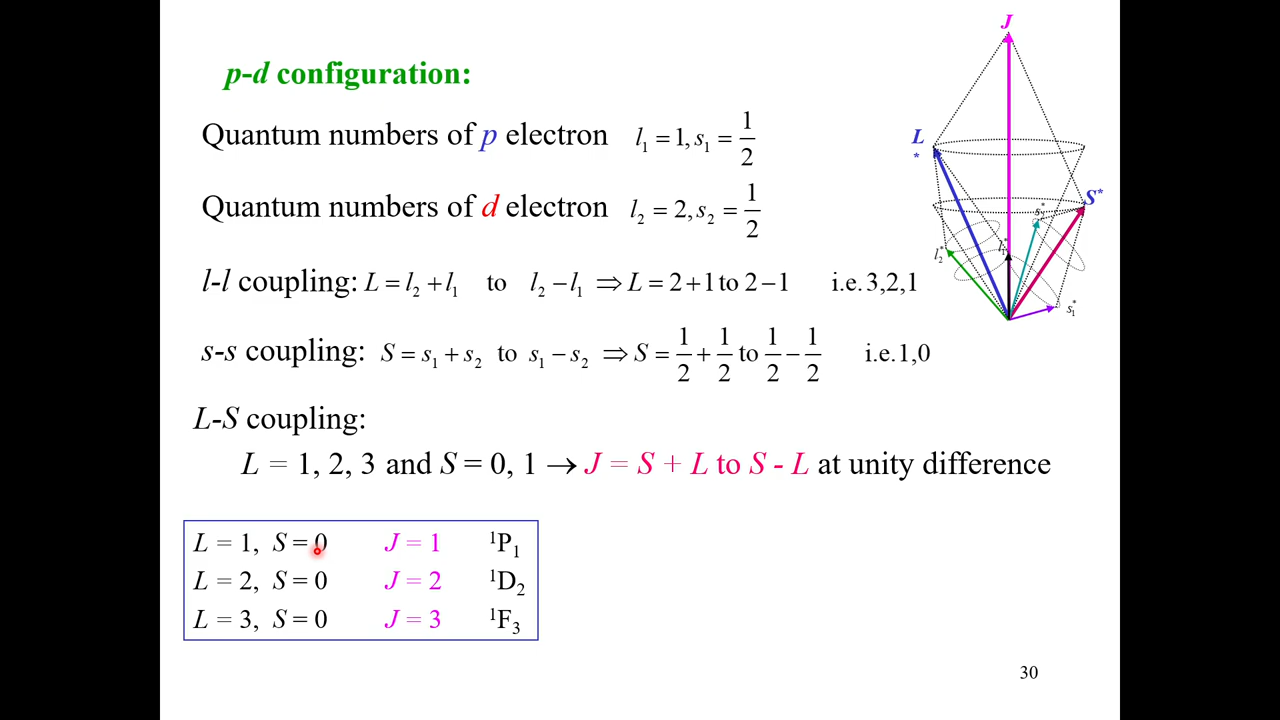 p-d configuration:
Quantum numbers of p electron l₁ = 1, s₁ = 1/2
Quantum numbers of d electron l₂ = 2, s₂ = 1/2
l-l coupling: L = l₂ + l₁ to l₂ − l₁ ⇒ L = 2 + 1 to 2 − 1 i.e. 3, 2, 1
s-s coupling: S = s₁ + s₂ to s₁ − s₂ ⇒ S = 1/2 + 1/2 to 1/2 − 1/2 i.e. 1, 0
L-S coupling:
L = 1, 2, 3 and S = 0, 1 → J = S + L to S - L at unity difference
L = 1, S = 0 J = 1 ¹P₁
L = 2, S = 0 J = 2 ¹D₂
L = 3, S = 0 J = 3 ¹F₃
J
L
*
S*
l₂*
l₁*
s₁*
30